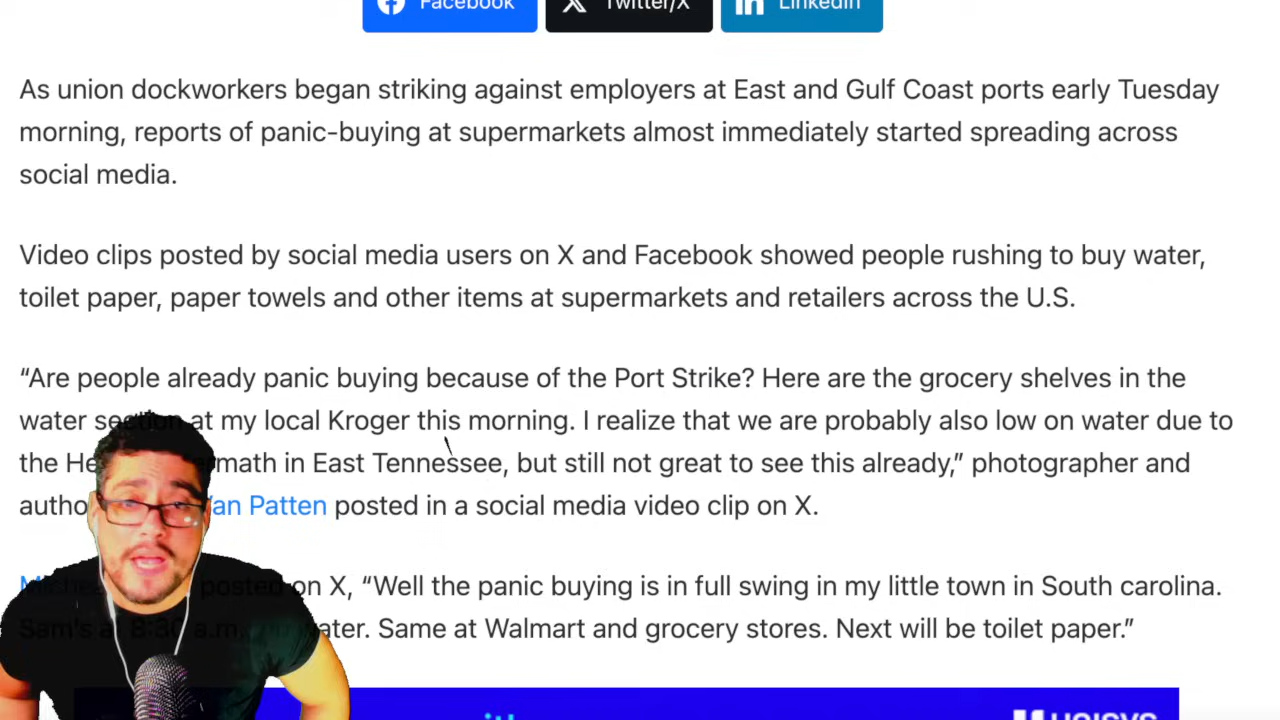 Facebook
Twitter/X
LinkedIn
As union dockworkers began striking against employers at East and Gulf Coast ports early Tuesday
morning, reports of panic-buying at supermarkets almost immediately started spreading across
social media.
Video clips posted by social media users on X and Facebook showed people rushing to buy water,
toilet paper, paper towels and other items at supermarkets and retailers across the U.S.
“Are people already panic buying because of the Port Strike? Here are the grocery shelves in the
water section at my local Kroger this morning. I realize that we are probably also low on water due to
the in East Tennessee, but still not great to see this already,” photographer and
Patten posted in a social media video clip on X.
posted on X, “Well the panic buying is in full swing in my little town in South carolina.
Sam's 8:30 a.m. Same at Walmart and grocery stores. Next will be toilet paper.”